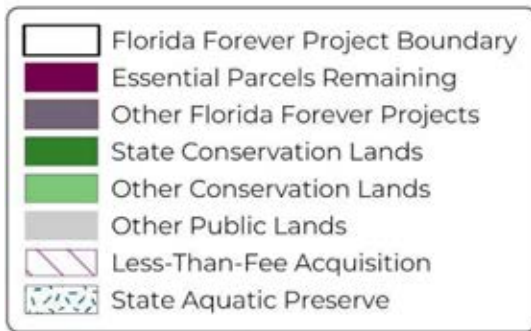 Florida Forever Project Boundary
Essential Parcels Remaining
Other Florida Forever Projects
State Conservation Lands
Other Conservation Lands
Other Public Lands
Less-Than-Fee Acquisition
State Aquatic Preserve